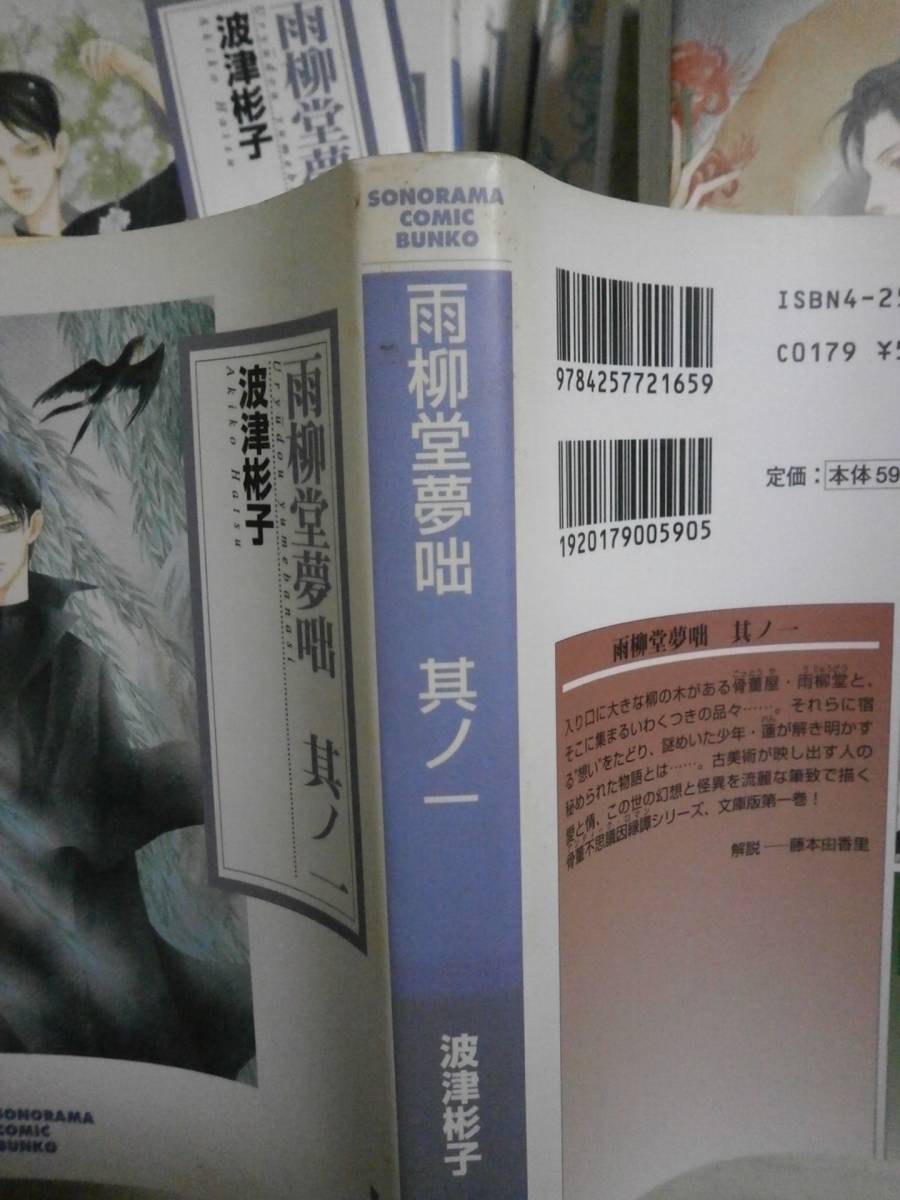 雨柳堂夢
波津彬子
Akiko Hatsu
SONORAMA
COMIC
BUNKO
雨柳堂夢咄 其ノ一
波津彬子
雨柳堂夢咄 其ノ一
Uryūdou yumebanasi
波津彬子
Akiko Hatsu
SONORAMA
COMIC
BUNKO
ISBN4-25
C0179 ¥5
9784257721659
定価：本体59
1920179005905
雨柳堂夢咄 其ノ一
入り口に大きな柳の木がある骨董屋・雨柳堂と、
そこに集まるいわくつきの品々……。それらに宿
る“想い”をたどり、謎めいた少年・蓮が解き明かす
秘められた物語とは……。古美術が映し出す人の
愛と情、この世の幻想と怪異を流麗な筆致で描く
骨董不思議因縁譚シリーズ、文庫版第一巻！
解説──藤本由香里